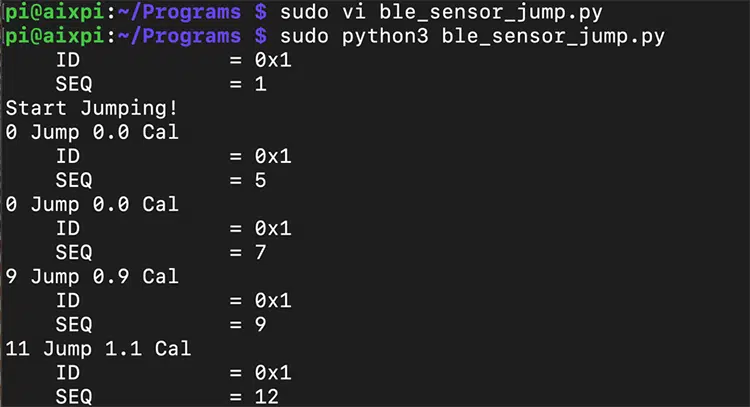 pi@aixpi:~/Programs $ sudo vi ble_sensor_jump.py
pi@aixpi:~/Programs $ sudo python3 ble_sensor_jump.py
    ID            = 0x1
    SEQ           = 1
Start Jumping!
0 Jump 0.0 Cal
    ID            = 0x1
    SEQ           = 5
0 Jump 0.0 Cal
    ID            = 0x1
    SEQ           = 7
9 Jump 0.9 Cal
    ID            = 0x1
    SEQ           = 9
11 Jump 1.1 Cal
    ID            = 0x1
    SEQ           = 12